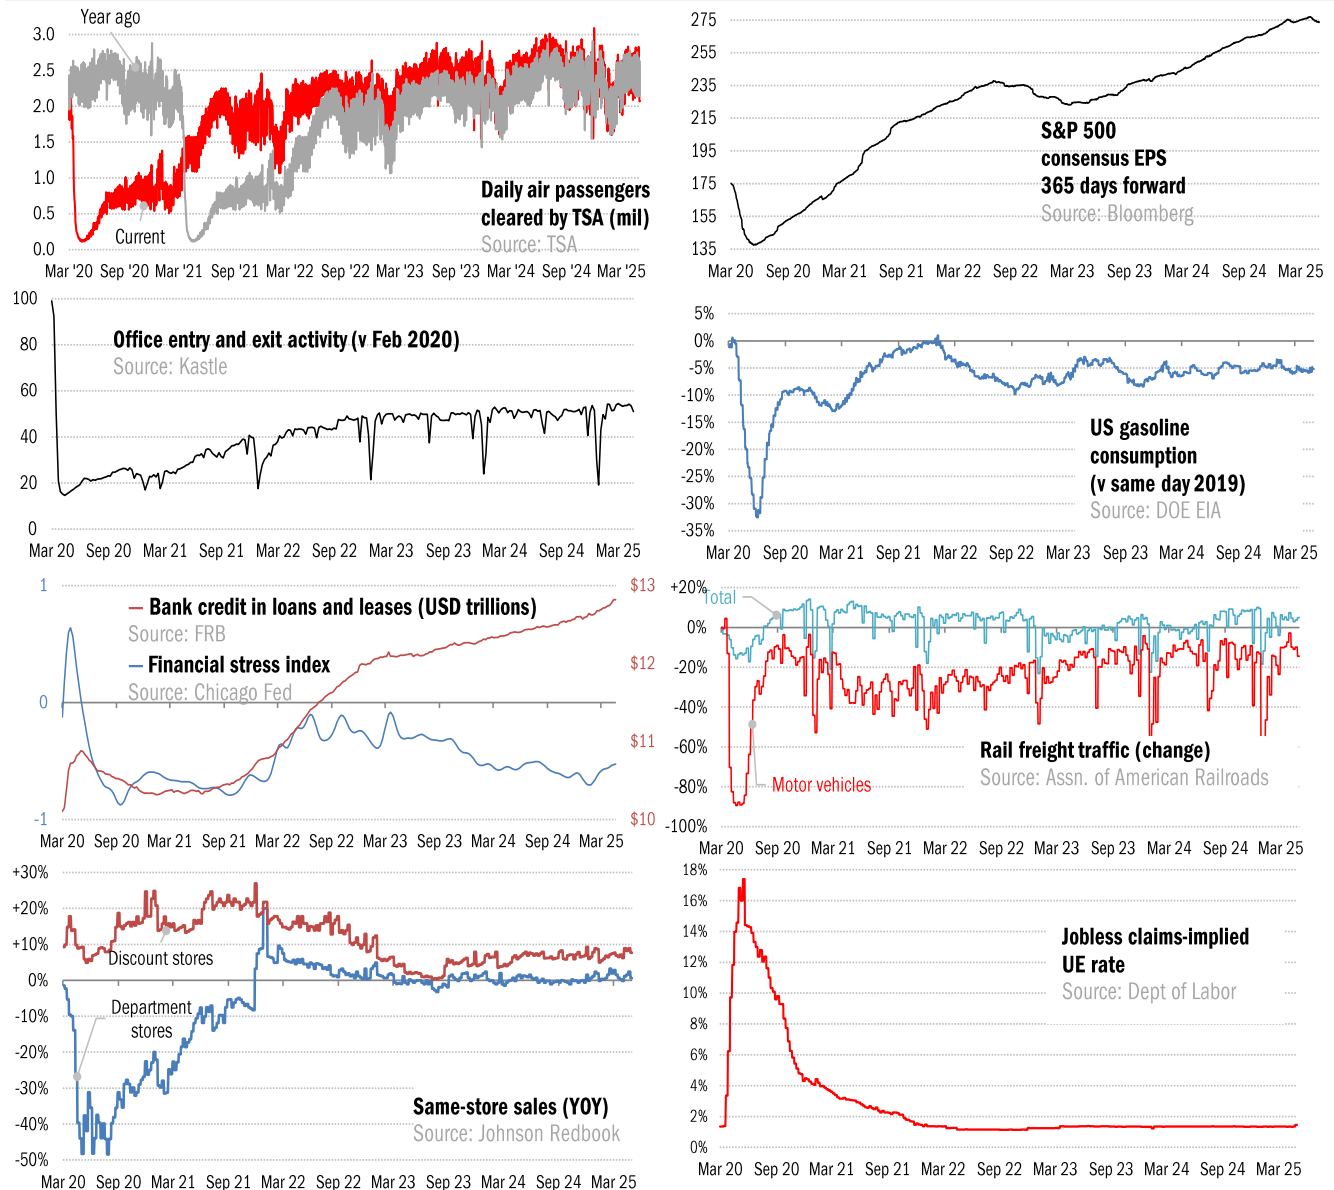 Year ago
3.0
2.5
2.0
1.5
1.0
0.5
0.0
Current
Daily air passengers
cleared by TSA (mil)
Source: TSA
Mar '20 Sep '20 Mar '21 Sep '21 Mar '22 Sep '22 Mar '23 Sep '23 Mar '24 Sep '24 Mar '25
275
255
235
215
195
175
155
135
S&P 500
consensus EPS
365 days forward
Source: Bloomberg
Mar 20 Sep 20 Mar 21 Sep 21 Mar 22 Sep 22 Mar 23 Sep 23 Mar 24 Sep 24 Mar 25
100
80
60
40
20
0
Office entry and exit activity (v Feb 2020)
Source: Kastle
Mar 20 Sep 20 Mar 21 Sep 21 Mar 22 Sep 22 Mar 23 Sep 23 Mar 24 Sep 24 Mar 25
5%
0%
-5%
-10%
-15%
-20%
-25%
-30%
-35%
US gasoline
consumption
(v same day 2019)
Source: DOE EIA
Mar 20 Sep 20 Mar 21 Sep 21 Mar 22 Sep 22 Mar 23 Sep 23 Mar 24 Sep 24 Mar 25
1
0
-1
Bank credit in loans and leases (USD trillions)
Source: FRB
Financial stress index
Source: Chicago Fed
$13
$12
$11
$10
Mar 20 Sep 20 Mar 21 Sep 21 Mar 22 Sep 22 Mar 23 Sep 23 Mar 24 Sep 24 Mar 25
+20%
0%
-20%
-40%
-60%
-80%
-100%
Total
Motor vehicles
Rail freight traffic (change)
Source: Assn. of American Railroads
Mar 20 Sep 20 Mar 21 Sep 21 Mar 22 Sep 22 Mar 23 Sep 23 Mar 24 Sep 24 Mar 25
+30%
+20%
+10%
0%
-10%
-20%
-30%
-40%
-50%
Discount stores
Department
stores
Same-store sales (YOY)
Source: Johnson Redbook
Mar 20 Sep 20 Mar 21 Sep 21 Mar 22 Sep 22 Mar 23 Sep 23 Mar 24 Sep 24 Mar 25
18%
16%
14%
12%
10%
8%
6%
4%
2%
0%
Jobless claims-implied
UE rate
Source: Dept of Labor
Mar 20 Sep 20 Mar 21 Sep 21 Mar 22 Sep 22 Mar 23 Sep 23 Mar 24 Sep 24 Mar 25